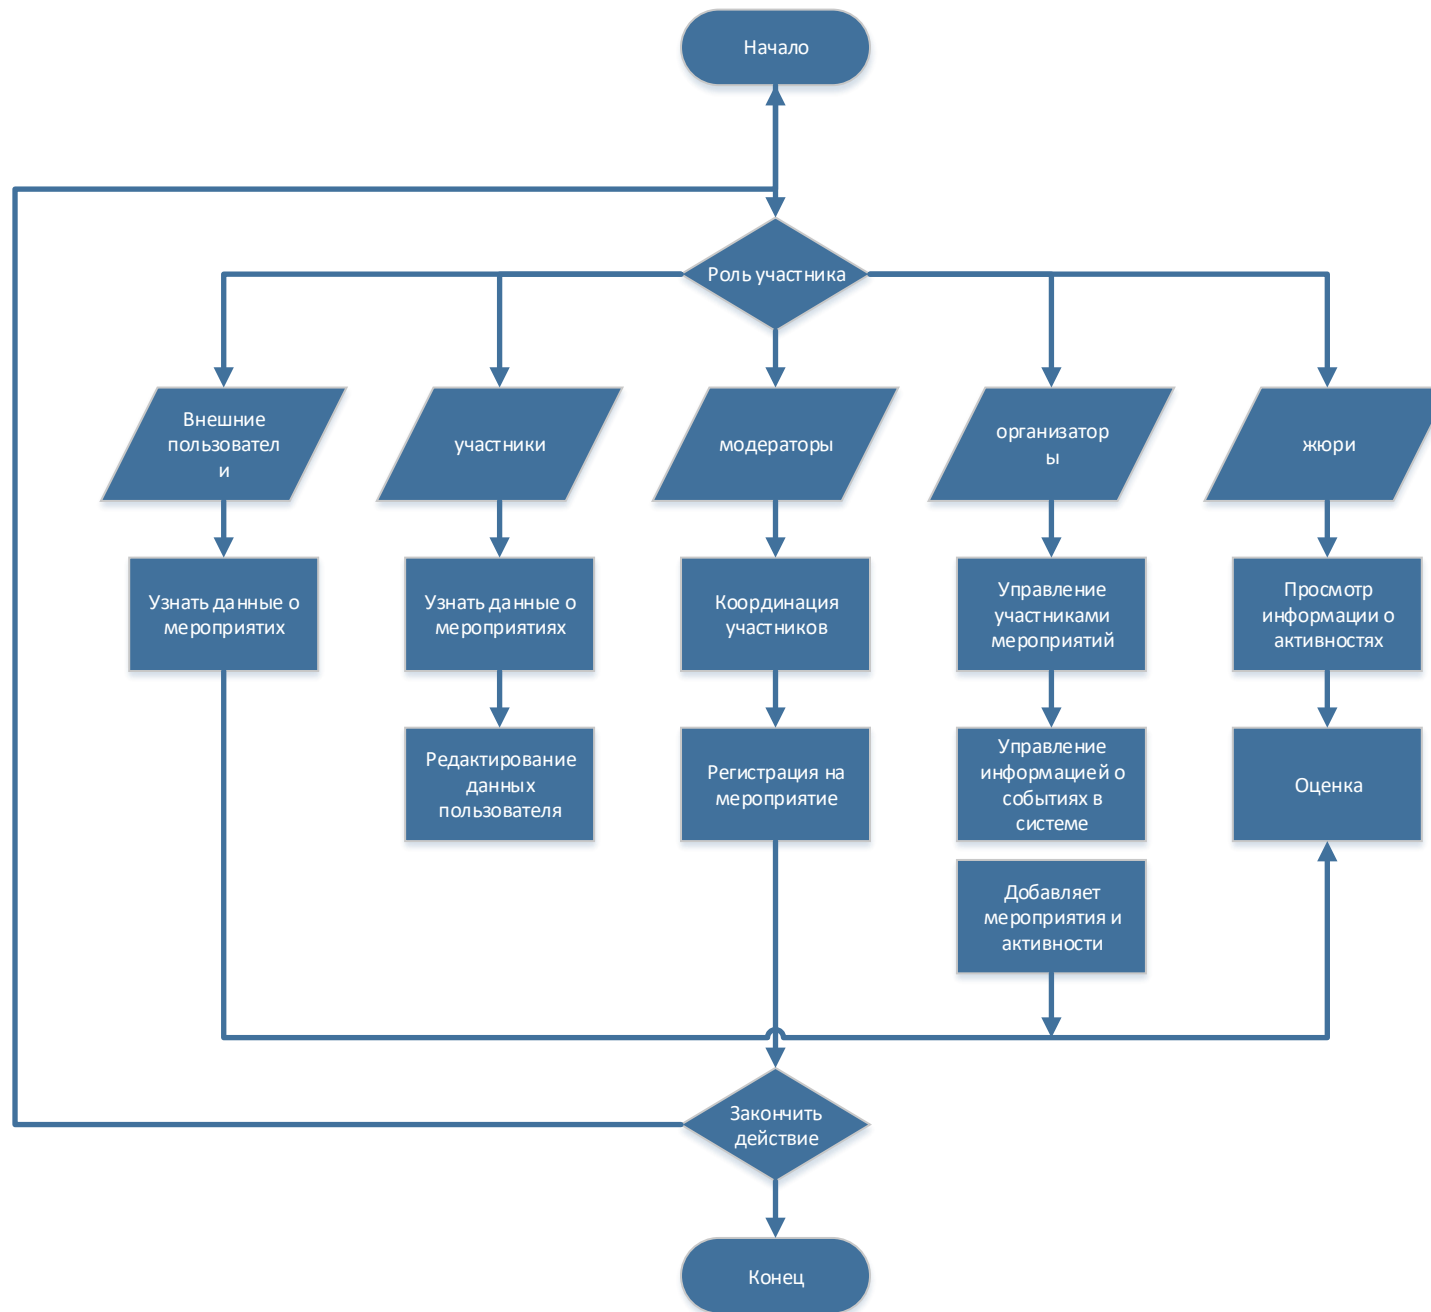 Начало
Роль участника
Внешние
пользовател
и
участники
модераторы
организатор
ы
жюри
Узнать данные о
мероприятих
Узнать данные о
мероприятиях
Координация
участников
Управление
участниками
мероприятий
Просмотр
информации о
активностях
Редактирование
данных
пользователя
Регистрация на
мероприятие
Управление
информацией о
событиях в
системе
Оценка
Добавляет
мероприятия и
активности
Закончить
действие
Конец